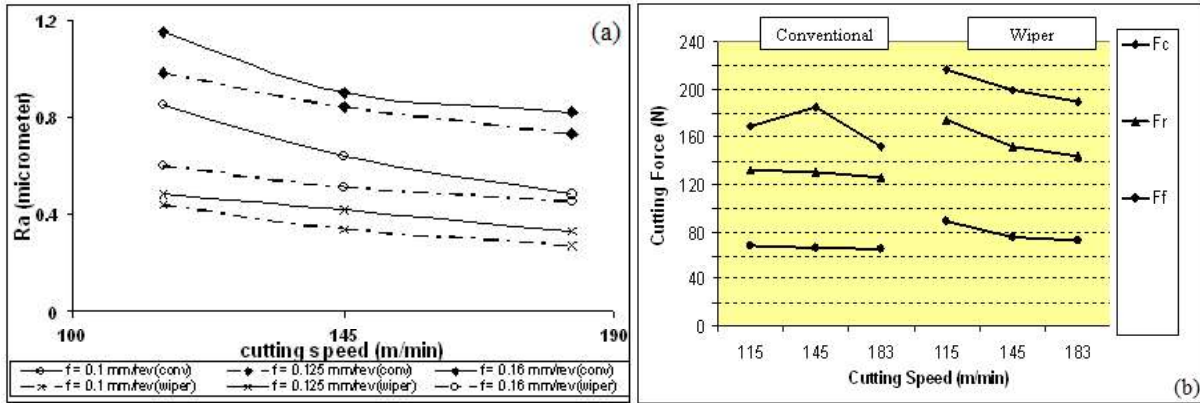 (a)
Ra (micrometer)
1.2
0.8
0.4
0
100
145
190
cutting speed (m/min)
f= 0.1 mm/rev(conv)
f= 0.125 mm/rev(conv)
f= 0.16 mm/rev(conv)
f= 0.1 mm/rev(wiper)
f= 0.125 mm/rev(wiper)
f= 0.16 mm/rev(wiper)
Conventional
Wiper
Cutting Force (N)
240
200
160
120
80
40
0
115
145
183
115
145
183
Cutting Speed (m/min)
Fc
Fr
Ff
(b)